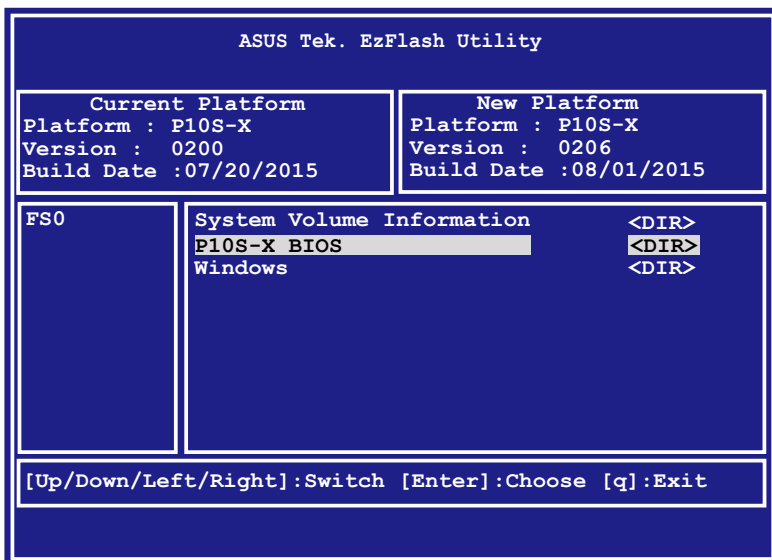 ASUS Tek. EzFlash Utility
Current Platform
Platform : P10S-X
Version : 0200
Build Date :07/20/2015
New Platform
Platform : P10S-X
Version : 0206
Build Date :08/01/2015
FS0
System Volume Information <DIR>
P10S-X BIOS <DIR>
Windows <DIR>
[Up/Down/Left/Right]:Switch [Enter]:Choose [q]:Exit